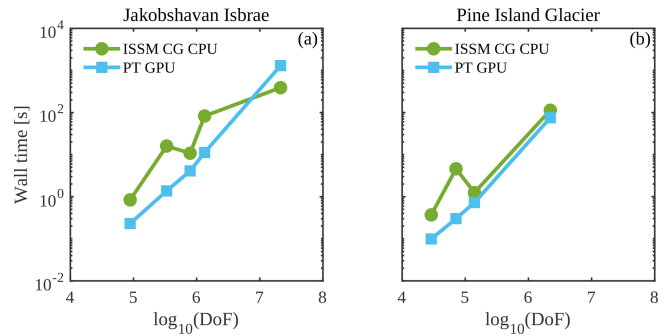 Jakobshavan Isbrae
Pine Island Glacier
Wall time [s]
10^4
10^2
10^0
10^-2
(a)
ISSM CG CPU
PT GPU
4
5
6
7
8
log10(DoF)
(b)
ISSM CG CPU
PT GPU
4
5
6
7
8
log10(DoF)